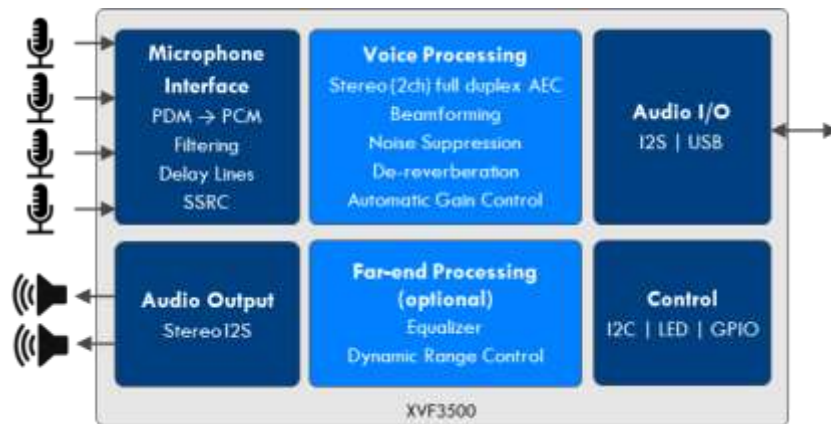 Microphone
Interface
PDM → PCM
Filtering
Delay Lines
SSRC
Voice Processing
Stereo (2ch) full duplex AEC
Beamforming
Noise Suppression
De-reverberation
Automatic Gain Control
Audio I/O
I2S | USB
Audio Output
Stereo I2S
Far-end Processing
(optional)
Equalizer
Dynamic Range Control
Control
I2C | LED | GPIO
XVF3500